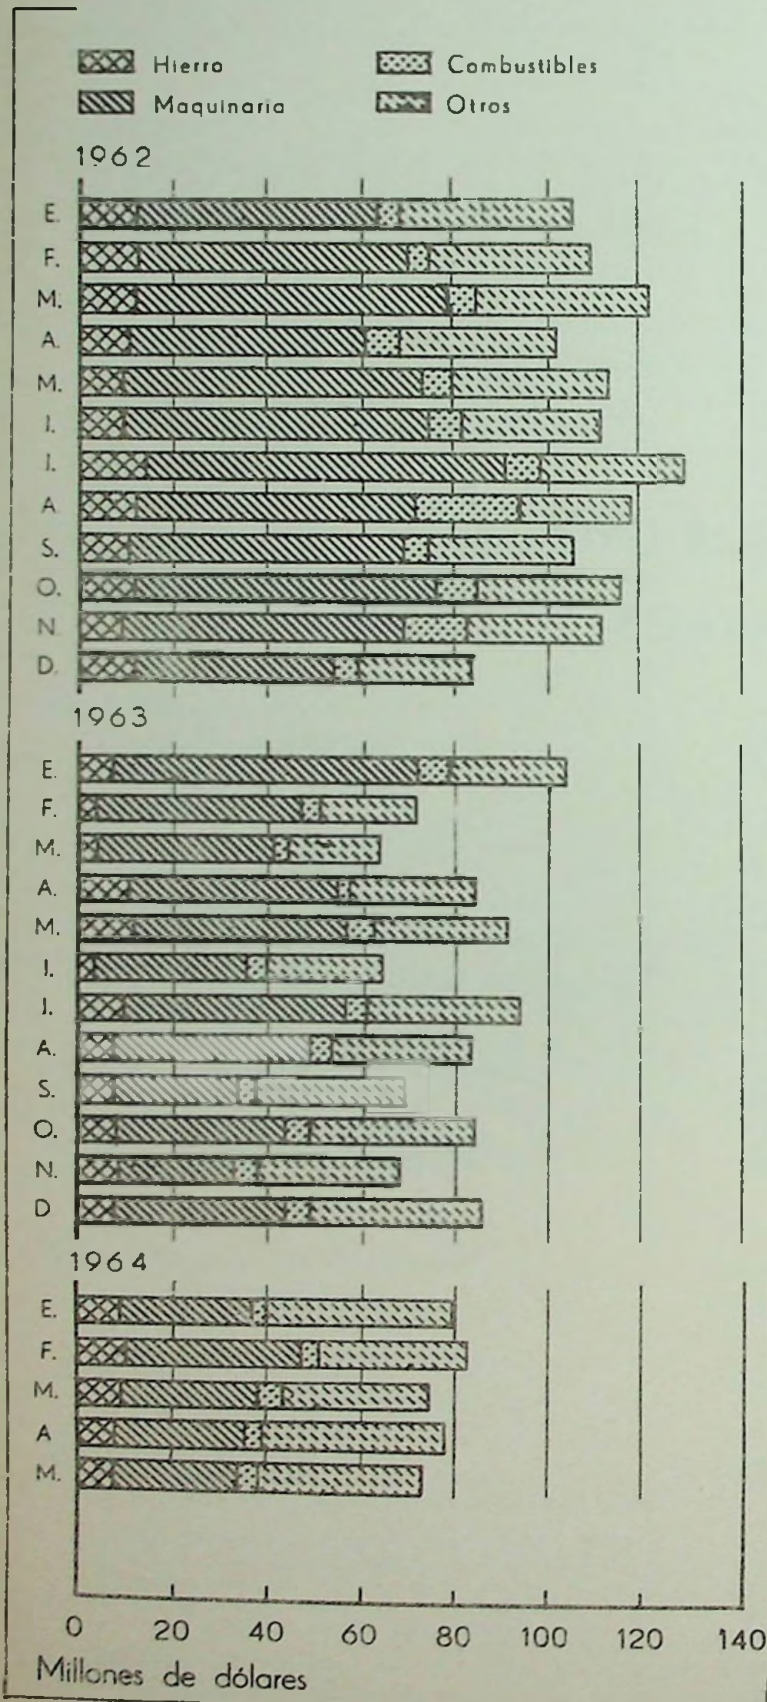 Hierro Combustibles
Maquinaria Otros
1962
E.
F.
M.
A.
M.
J.
J.
A
S.
O.
N
D.
1963
E.
F.
M.
A.
M.
J.
J.
A.
S.
O.
N.
D
1964
E.
F.
M.
A
M.
0 20 40 60 80 100 120 140
Millones de dólares